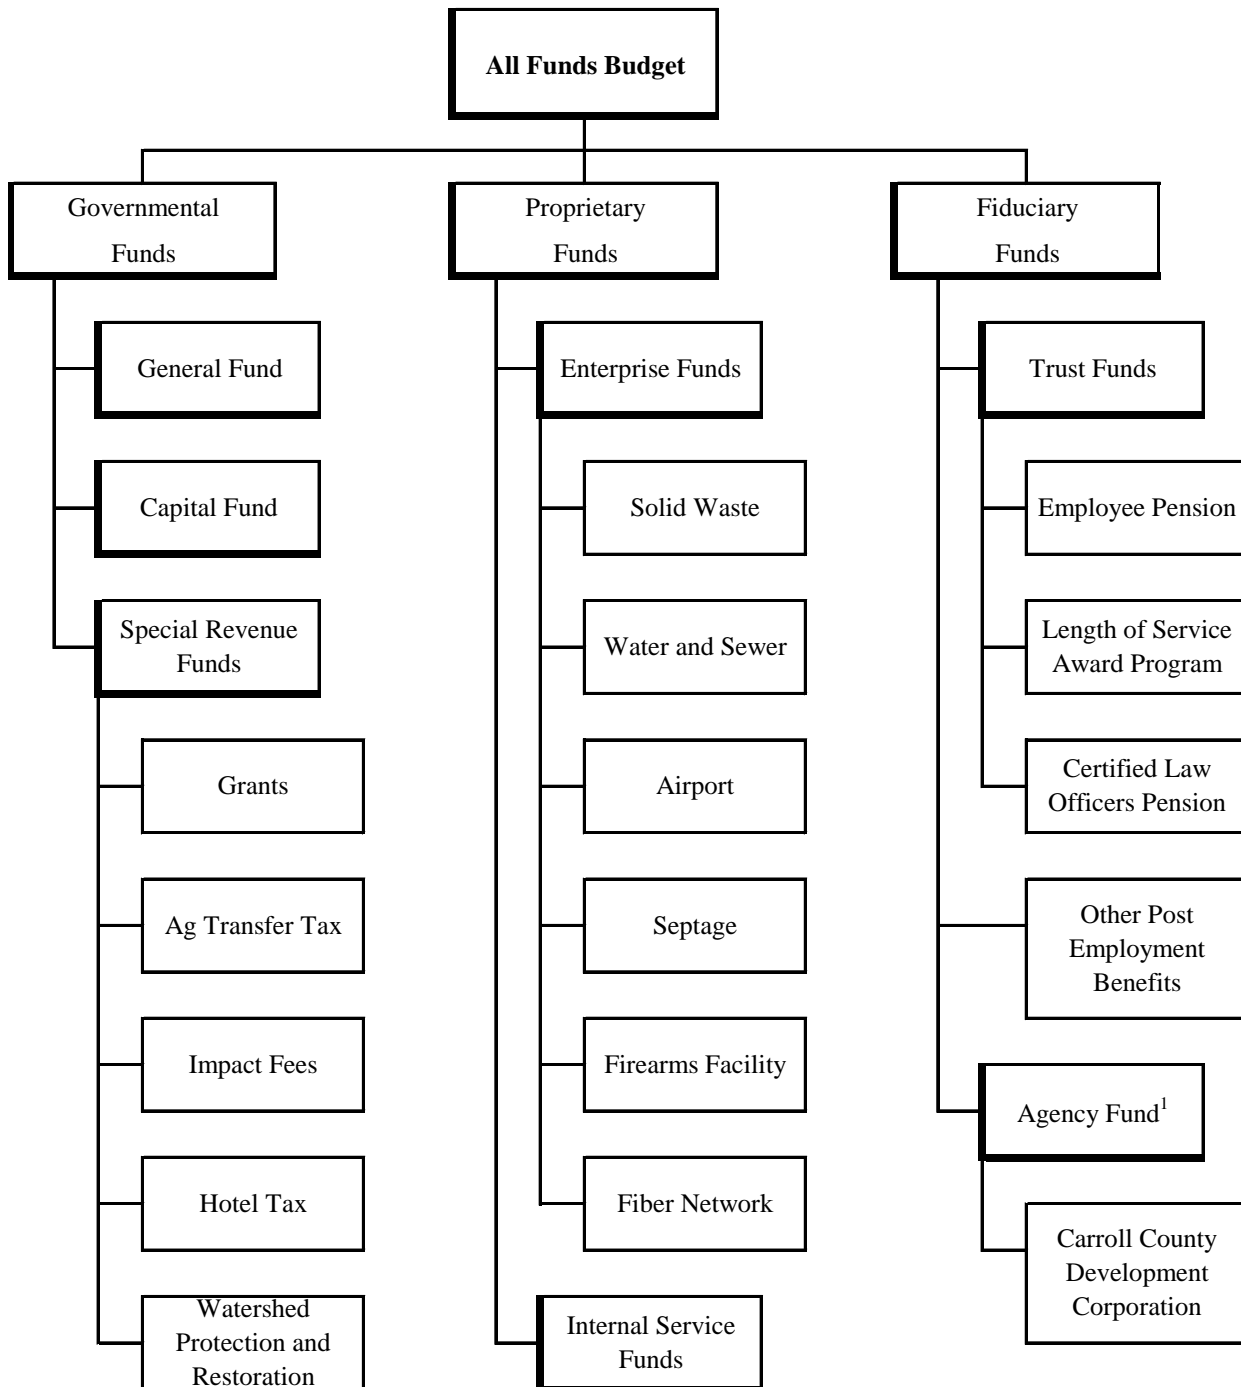 All Funds Budget
Governmental
Funds
Proprietary
Funds
Fiduciary
Funds
General Fund
Capital Fund
Special Revenue
Funds
Grants
Ag Transfer Tax
Impact Fees
Hotel Tax
Watershed
Protection and
Restoration
Enterprise Funds
Solid Waste
Water and Sewer
Airport
Septage
Firearms Facility
Fiber Network
Internal Service
Funds
Trust Funds
Employee Pension
Length of Service
Award Program
Certified Law
Officers Pension
Other Post
Employment
Benefits
Agency Fund¹
Carroll County
Development
Corporation